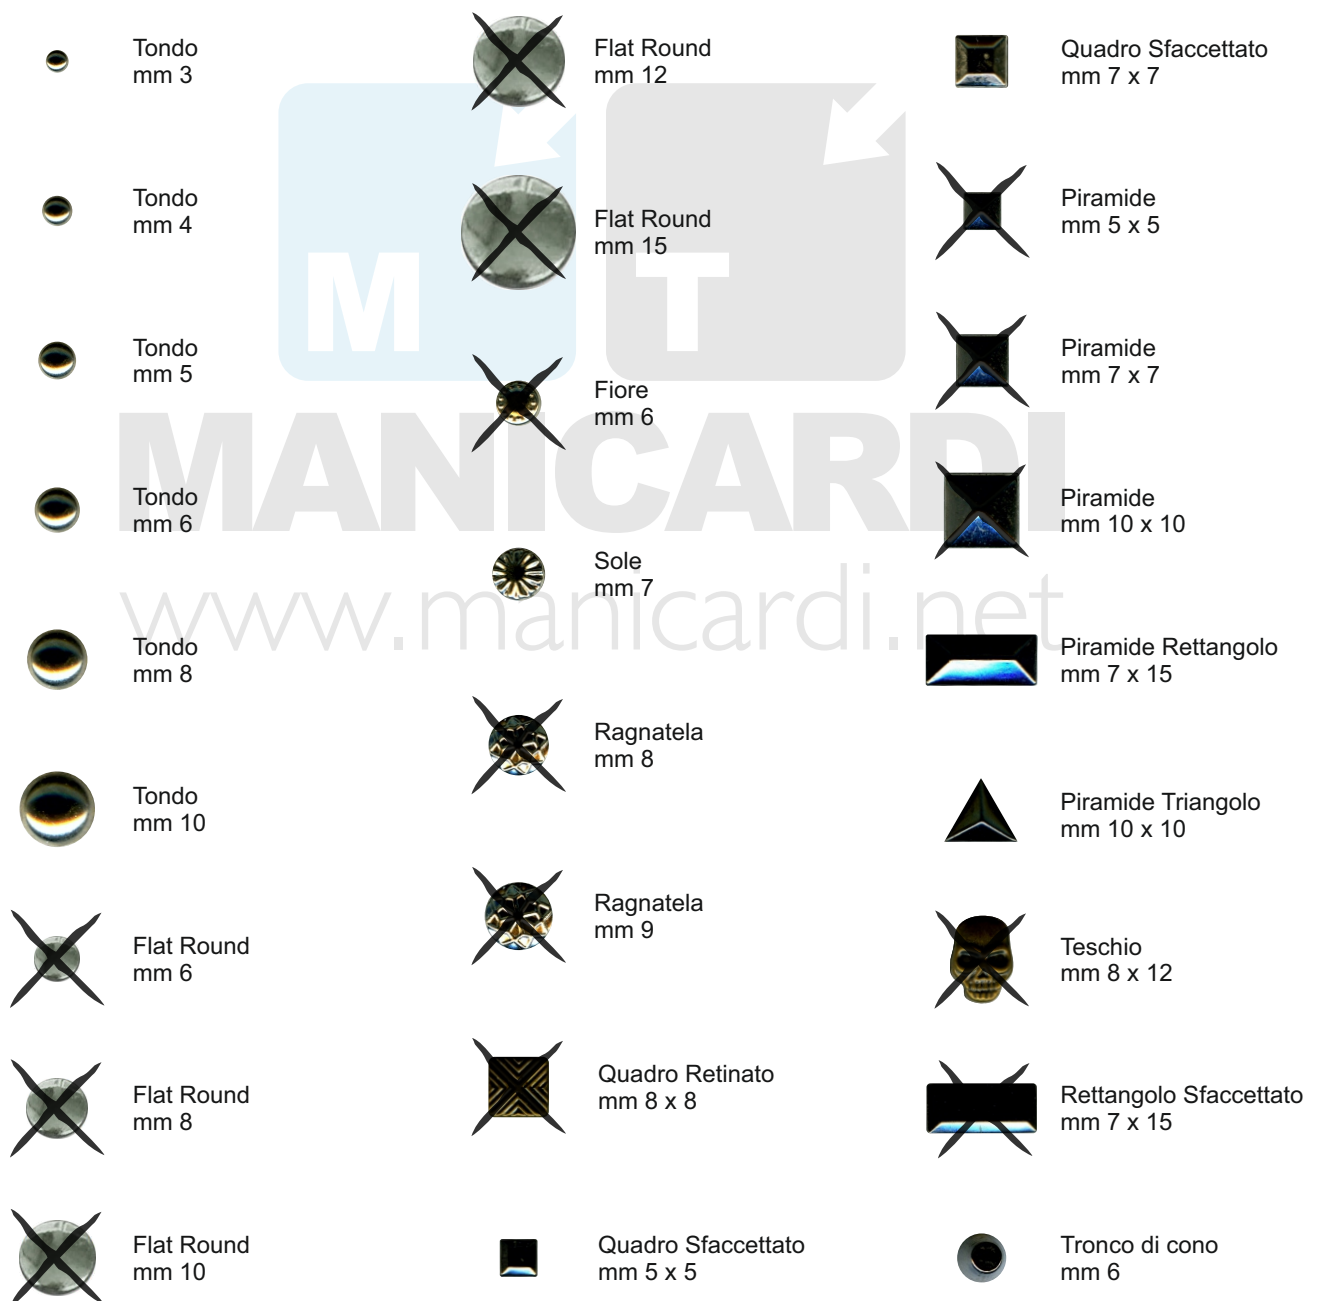 Tondo
mm 3
Tondo
mm 4
Tondo
mm 5
Tondo
mm 6
Tondo
mm 8
Tondo
mm 10
Flat Round
mm 6
Flat Round
mm 8
Flat Round
mm 10
Flat Round
mm 12
Flat Round
mm 15
Fiore
mm 6
Sole
mm 7
Ragnatela
mm 8
Ragnatela
mm 9
Quadro Retinato
mm 8 x 8
Quadro Sfaccettato
mm 5 x 5
Quadro Sfaccettato
mm 7 x 7
Piramide
mm 5 x 5
Piramide
mm 7 x 7
Piramide
mm 10 x 10
Piramide Rettangolo
mm 7 x 15
Piramide Triangolo
mm 10 x 10
Teschio
mm 8 x 12
Rettangolo Sfaccettato
mm 7 x 15
Tronco di cono
mm 6
M T
MANICARDI
www.manicardi.net